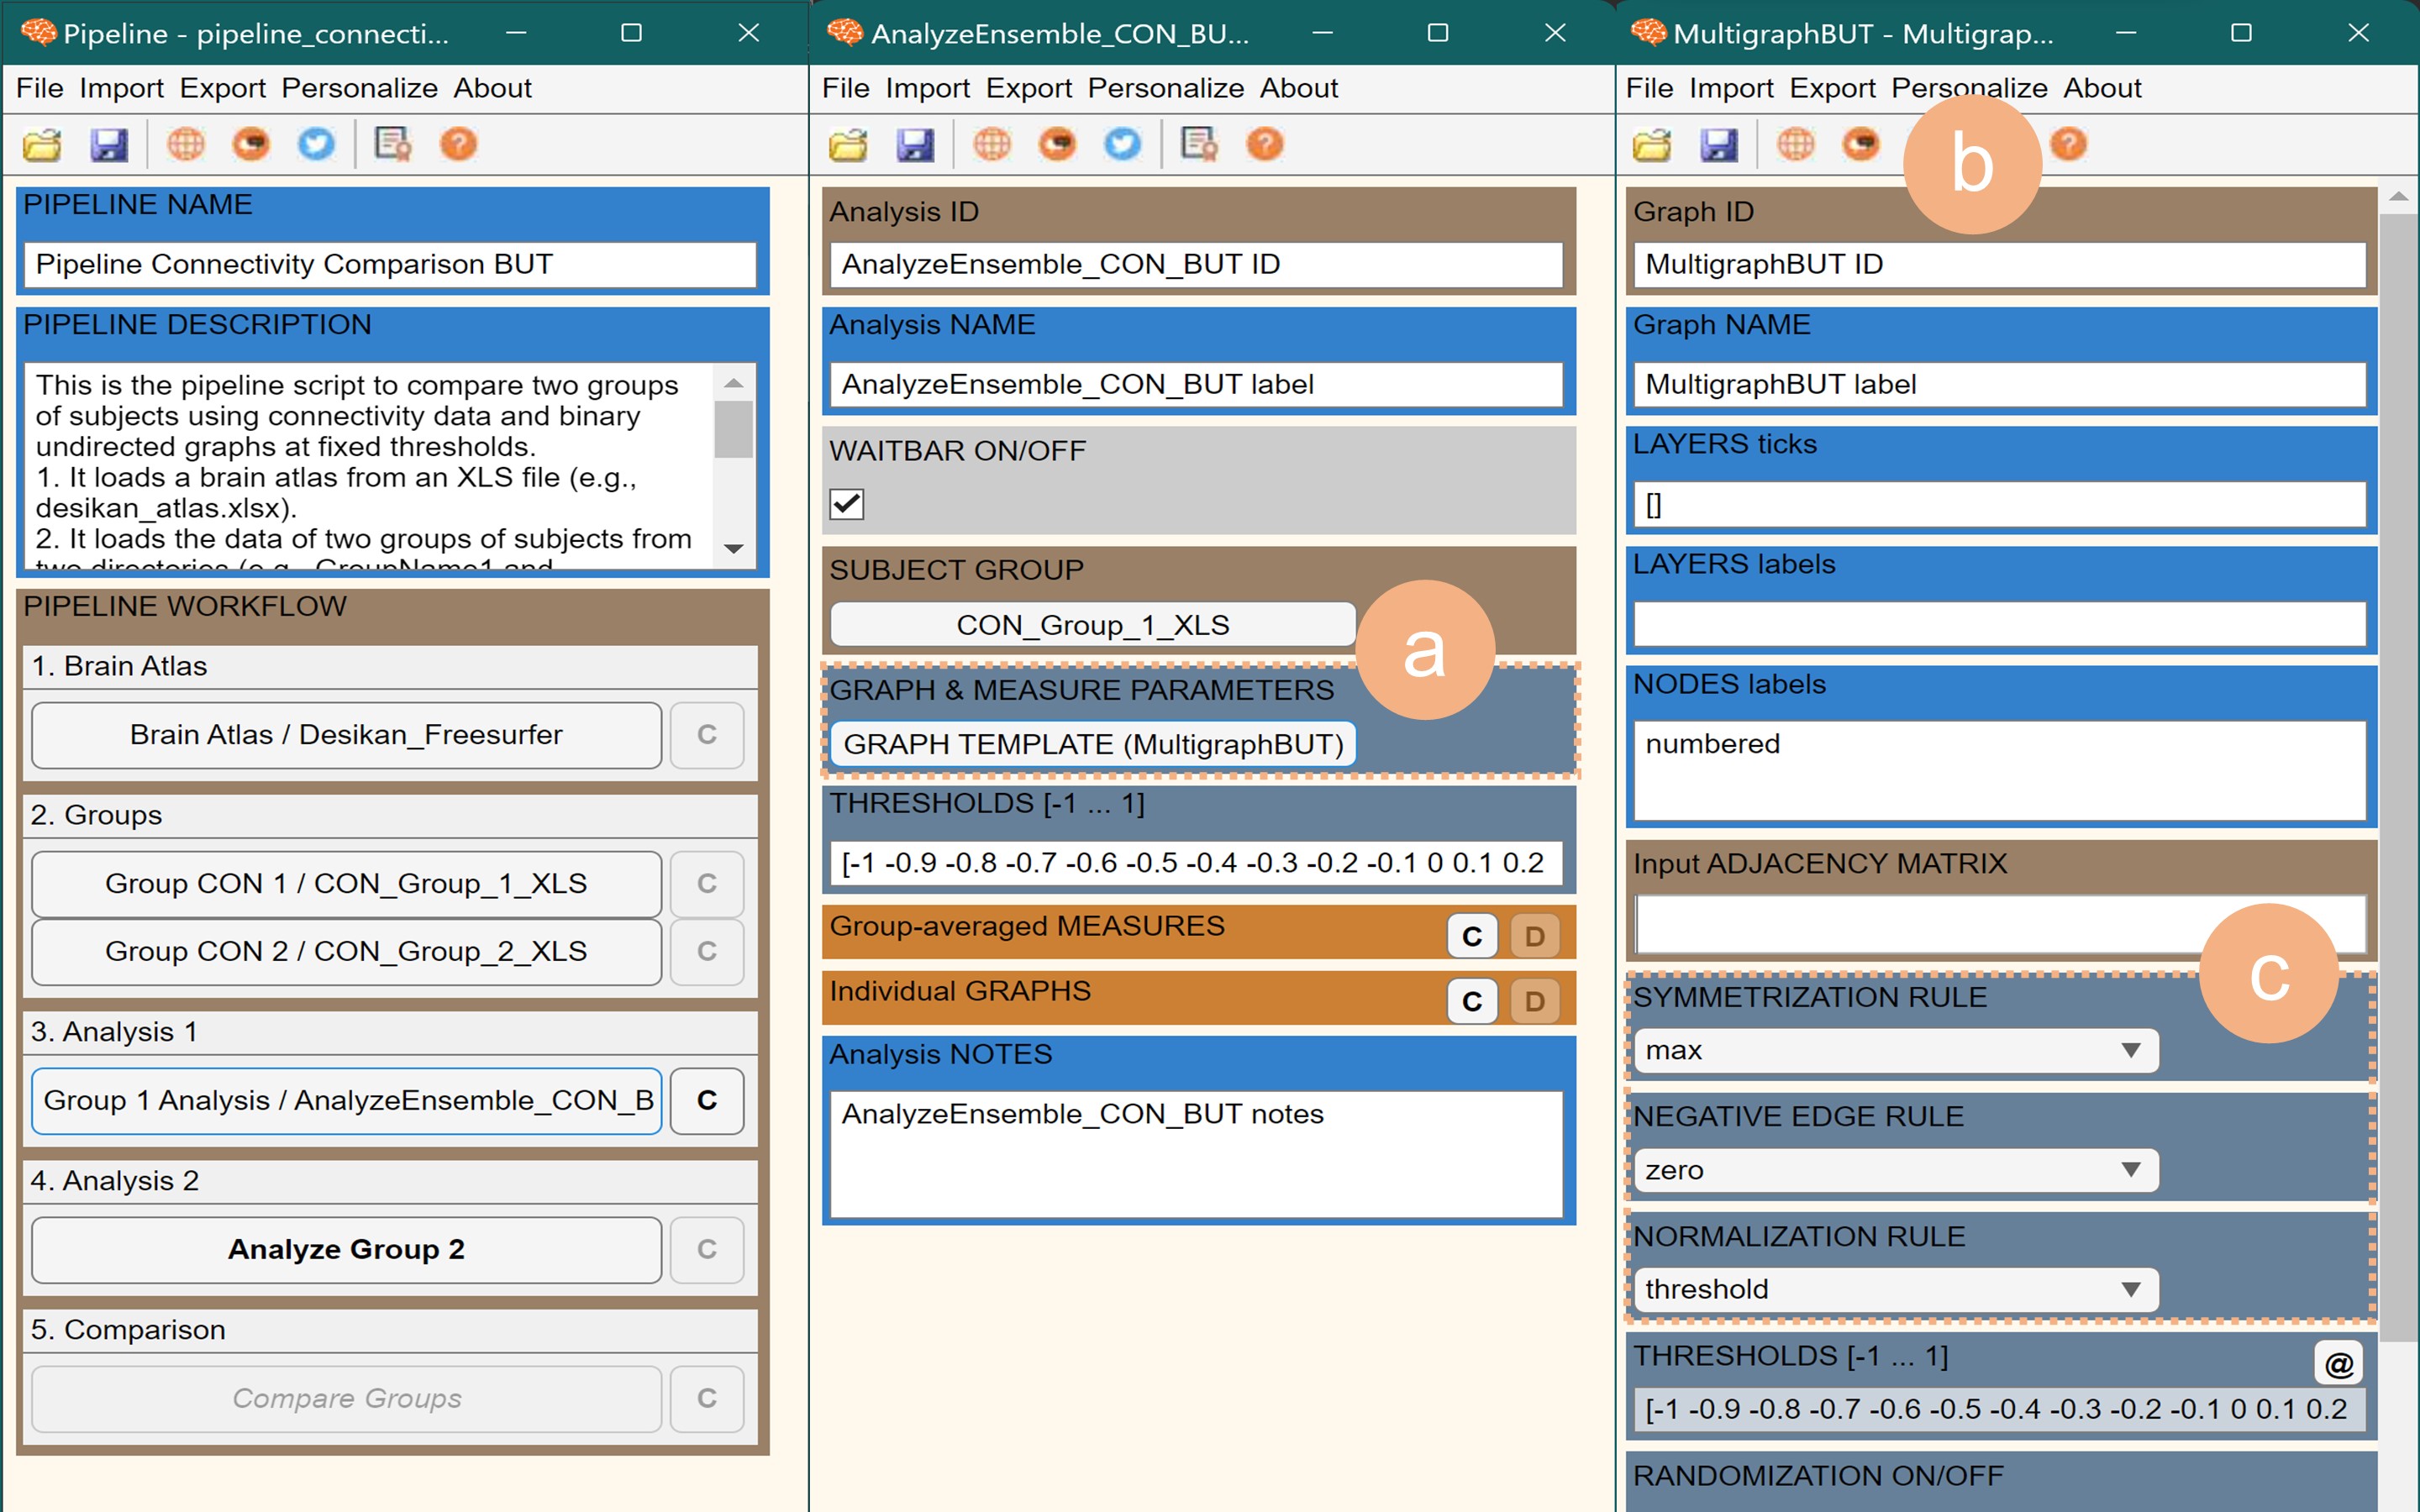 Pipeline - pipeline_connecti...
File Import Export Personalize About
PIPELINE NAME
Pipeline Connectivity Comparison BUT
PIPELINE DESCRIPTION
This is the pipeline script to compare two groups
of subjects using connectivity data and binary
undirected graphs at fixed thresholds.
1. It loads a brain atlas from an XLS file (e.g.,
desikan_atlas.xlsx).
2. It loads the data of two groups of subjects from
two directories (e.g., GroupName1 and
PIPELINE WORKFLOW
1. Brain Atlas
Brain Atlas / Desikan_Freesurfer C
2. Groups
Group CON 1 / CON_Group_1_XLS C
Group CON 2 / CON_Group_2_XLS C
3. Analysis 1
Group 1 Analysis / AnalyzeEnsemble_CON_B C
4. Analysis 2
Analyze Group 2 C
5. Comparison
Compare Groups C
AnalyzeEnsemble_CON_BU...
File Import Export Personalize About
Analysis ID
AnalyzeEnsemble_CON_BUT ID
Analysis NAME
AnalyzeEnsemble_CON_BUT label
WAITBAR ON/OFF
SUBJECT GROUP
CON_Group_1_XLS
a
GRAPH & MEASURE PARAMETERS
GRAPH TEMPLATE (MultigraphBUT)
THRESHOLDS [-1 ... 1]
[-1 -0.9 -0.8 -0.7 -0.6 -0.5 -0.4 -0.3 -0.2 -0.1 0 0.1 0.2
Group-averaged MEASURES C D
Individual GRAPHS C D
Analysis NOTES
AnalyzeEnsemble_CON_BUT notes
MultigraphBUT - Multigrap...
File Import Export Personalize About
b
Graph ID
MultigraphBUT ID
Graph NAME
MultigraphBUT label
LAYERS ticks
[]
LAYERS labels
NODES labels
numbered
Input ADJACENCY MATRIX
c
SYMMETRIZATION RULE
max
NEGATIVE EDGE RULE
zero
NORMALIZATION RULE
threshold
THRESHOLDS [-1 ... 1] @
[-1 -0.9 -0.8 -0.7 -0.6 -0.5 -0.4 -0.3 -0.2 -0.1 0 0.1 0.2
RANDOMIZATION ON/OFF